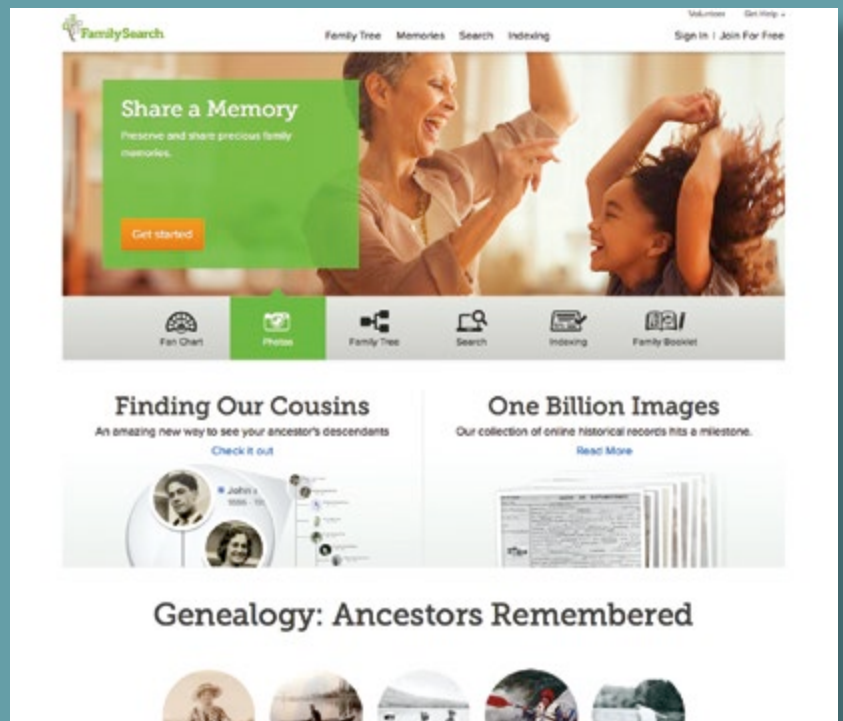 Volunteer Get Help
FamilySearch
Family Tree Memories Search Indexing
Sign In | Join For Free
Share a Memory
Preserve and share precious family
memories.
Get started
Fan Chart
Photos
Family Tree
Search
Indexing
Family Booklet
Finding Our Cousins
An amazing new way to see your ancestor's descendants
Check it out
John
1886 - 19
One Billion Images
Our collection of online historical records hits a milestone.
Read More
Genealogy: Ancestors Remembered